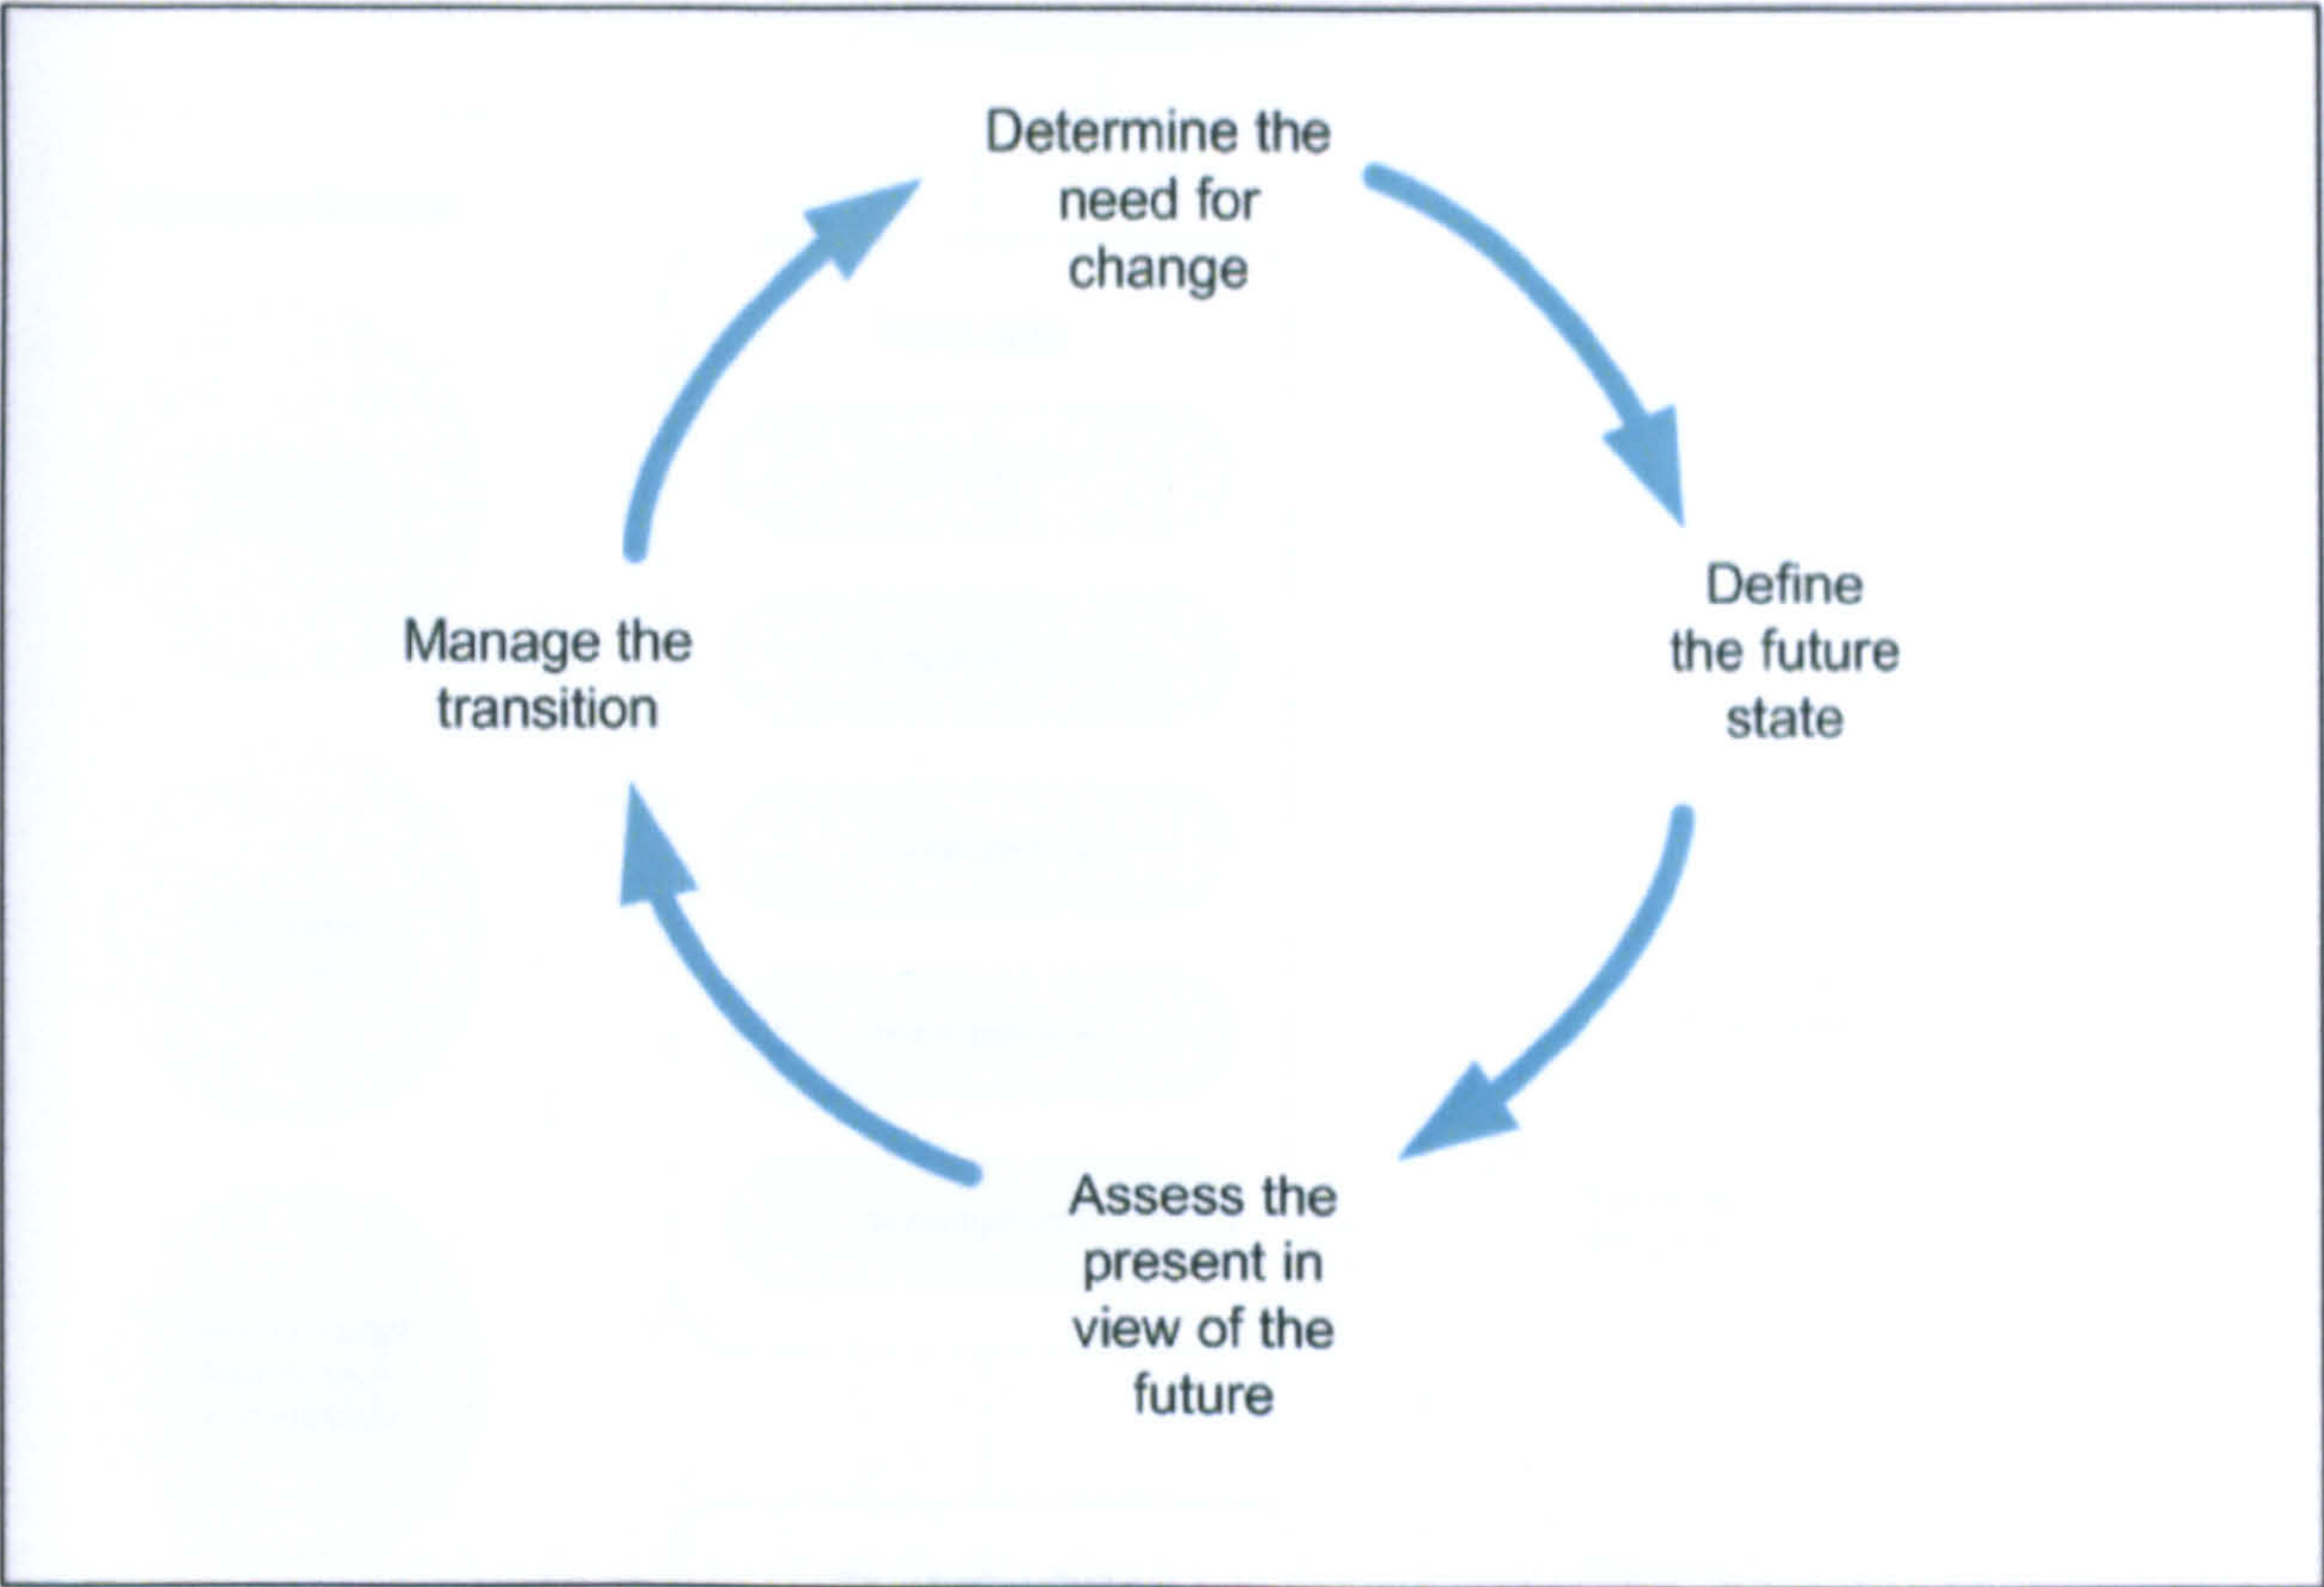 Determine the
need for
change
Define
the future
state
Assess the
present in
view of the
future
Manage the
transition